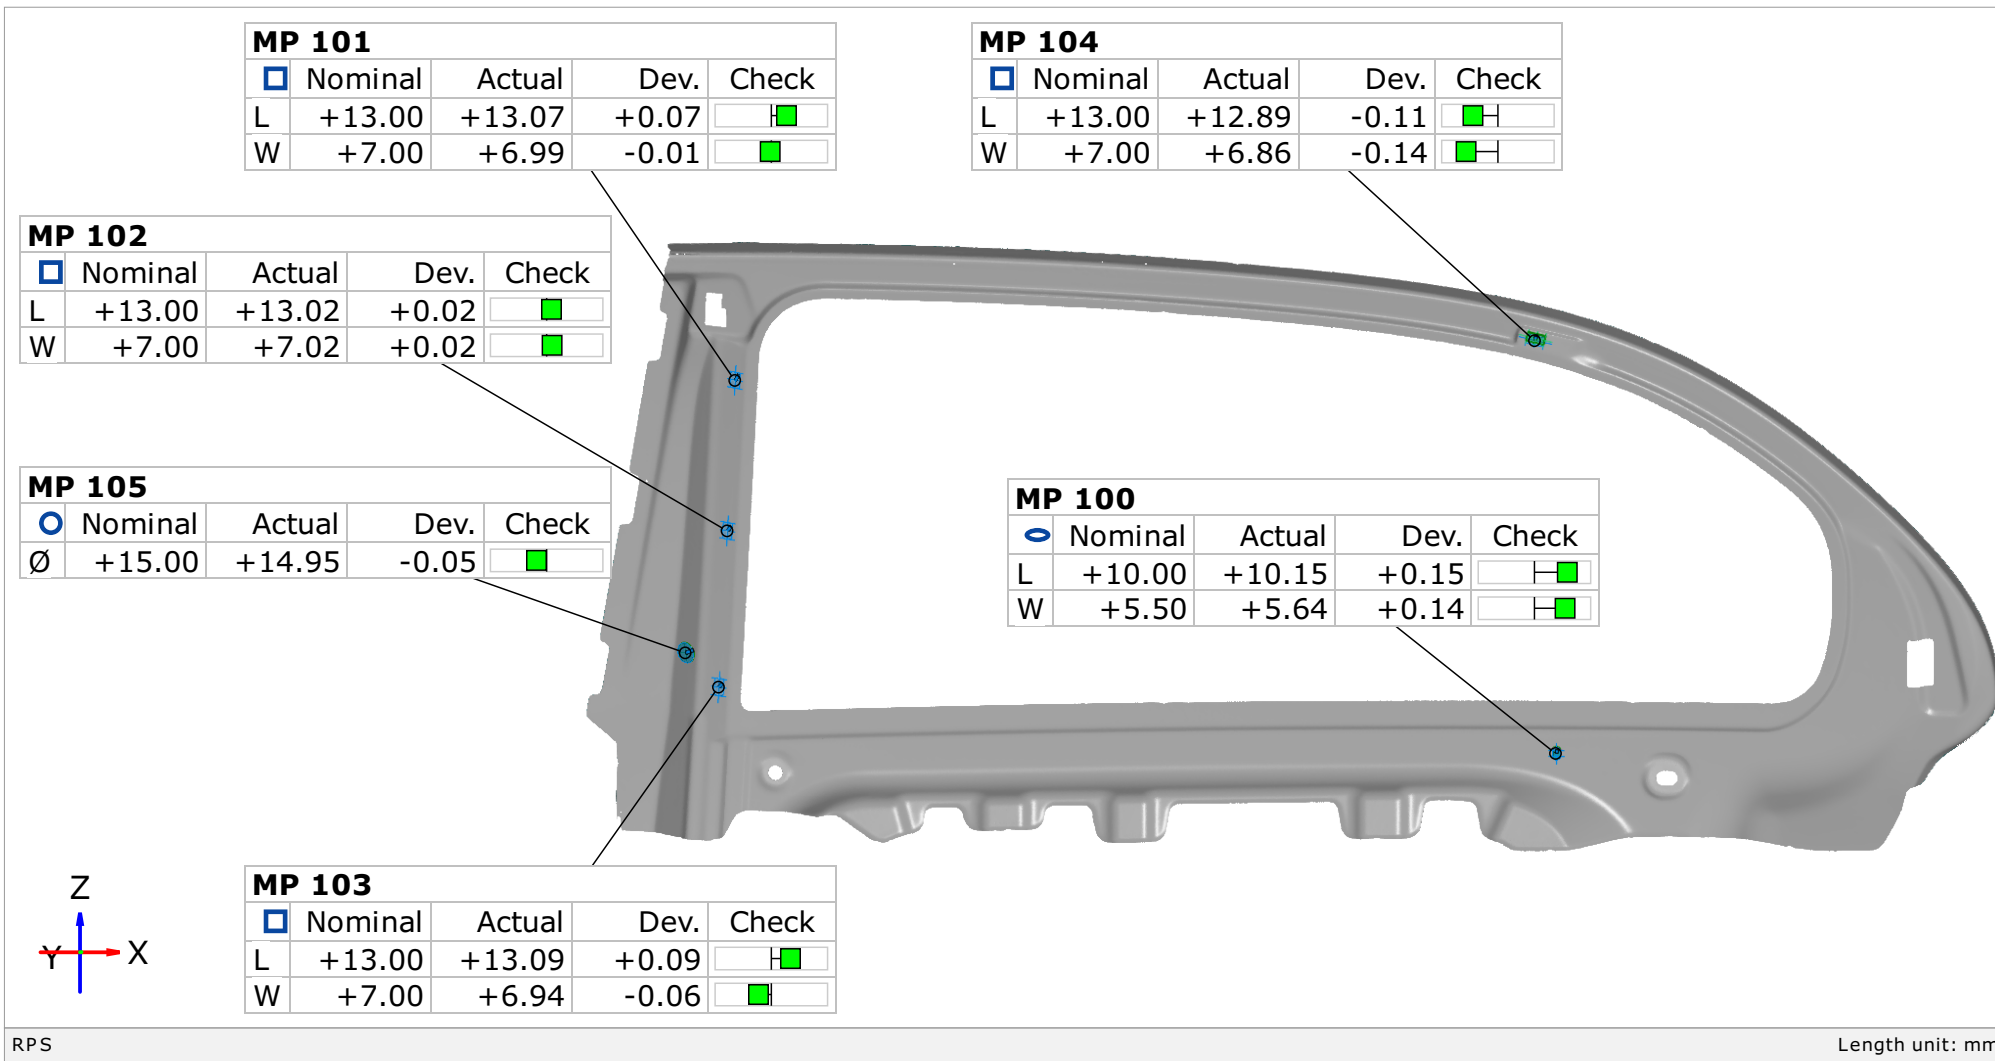 MP 101
Nominal Actual Dev. Check
L +13.00 +13.07 +0.07
W +7.00 +6.99 -0.01
MP 104
Nominal Actual Dev. Check
L +13.00 +12.89 -0.11
W +7.00 +6.86 -0.14
MP 102
Nominal Actual Dev. Check
L +13.00 +13.02 +0.02
W +7.00 +7.02 +0.02
MP 105
Nominal Actual Dev. Check
Ø +15.00 +14.95 -0.05
MP 100
Nominal Actual Dev. Check
L +10.00 +10.15 +0.15
W +5.50 +5.64 +0.14
MP 103
Nominal Actual Dev. Check
L +13.00 +13.09 +0.09
W +7.00 +6.94 -0.06
Z
Y X
RPS
Length unit: mm